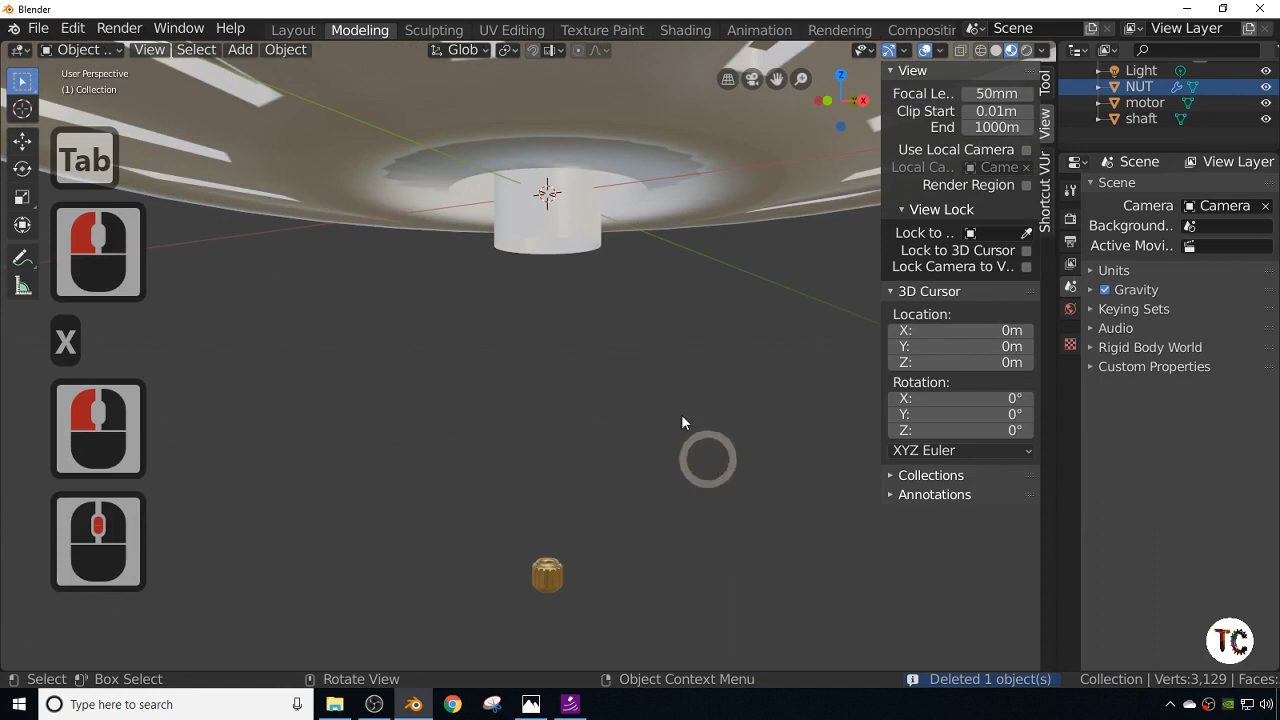 Blender
File Edit Render Window Help Layout Modeling Sculpting UV Editing Texture Paint Shading Animation Rendering Scene View Layer
Object .. View Select Add Object Glob
User Perspective
(1) Collection
Tab
X
Z
X
View
Focal Le.. 50mm
Clip Start 0.01m
End 1000m
Use Local Camera
Local Ca.. Came
Render Region
View Lock
Lock to ..
Lock to 3D Cursor
Lock Camera to V..
3D Cursor
Location:
X: 0m
Y: 0m
Z: 0m
Rotation:
X: 0°
Y: 0°
Z: 0°
XYZ Euler
Collections
Annotations
Tool
View
Shortcut VUr
Light
NUT
motor
shaft
Scene View Layer
Scene
Camera Camera
Background..
Active Movi..
Units
Gravity
Keying Sets
Audio
Rigid Body World
Custom Properties
TC
Select Box Select Rotate View Object Context Menu Deleted 1 object(s) Collection | Verts:3,129 | Faces:
Type here to search